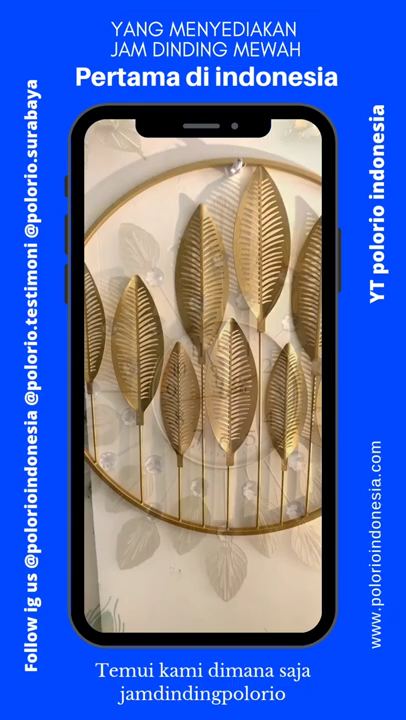 YANG MENYEDIAKAN
JAM DINDING MEWAH
Pertama di indonesia
Follow ig us @polorioindonesia @polorio.testimoni @polorio.surabaya
YT polorio indonesia
www.polorioindonesia.com
Temui kami dimana saja
jamdindingpolorio